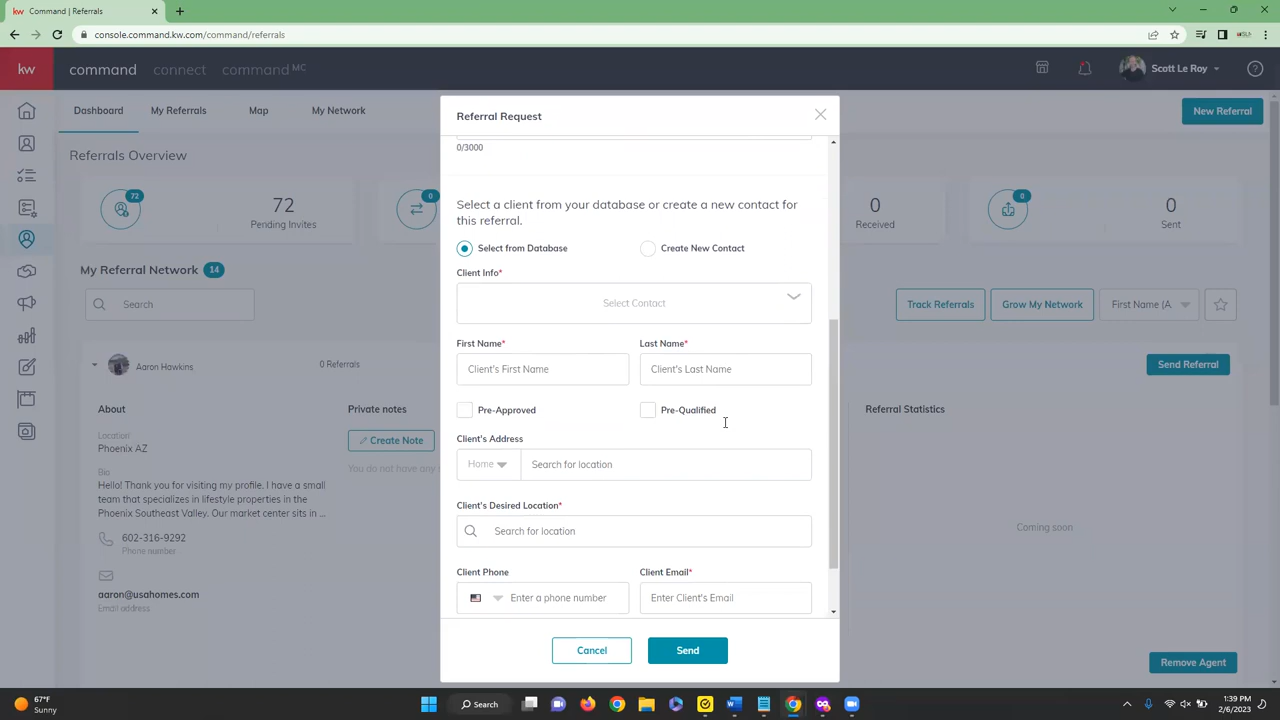 Command | Referrals
console.command.kw.com/command/referrals
kw
command
connect
command MC
Scott Le Roy
Dashboard
My Referrals
Map
My Network
New Referral
Referrals Overview
72
72
Pending Invites
0
0
Received
0
0
Sent
My Referral Network 14
Search
Track Referrals
Grow My Network
First Name (A.
Aaron Hawkins
0 Referrals
Send Referral
About
Private notes
Referral Statistics
Location
Phoenix AZ
Create Note
Bio
You do not have any s
Hello! Thank you for visiting my profile. I have a small
team that specializes in lifestyle properties in the
Phoenix Southeast Valley. Our market center sits in ...
Coming soon
602-316-9292
Phone number
aaron@usahomes.com
Email address
Remove Agent
Referral Request
0/3000
Select a client from your database or create a new contact for
this referral.
Select from Database
Create New Contact
Client Info*
Select Contact
First Name*
Last Name*
Client's First Name
Client's Last Name
Pre-Approved
Pre-Qualified
Client's Address
Home
Search for location
Client's Desired Location*
Search for location
Client Phone
Client Email*
Enter a phone number
Enter Client's Email
Cancel
Send
67°F
Sunny
Search
1:39 PM
2/6/2023